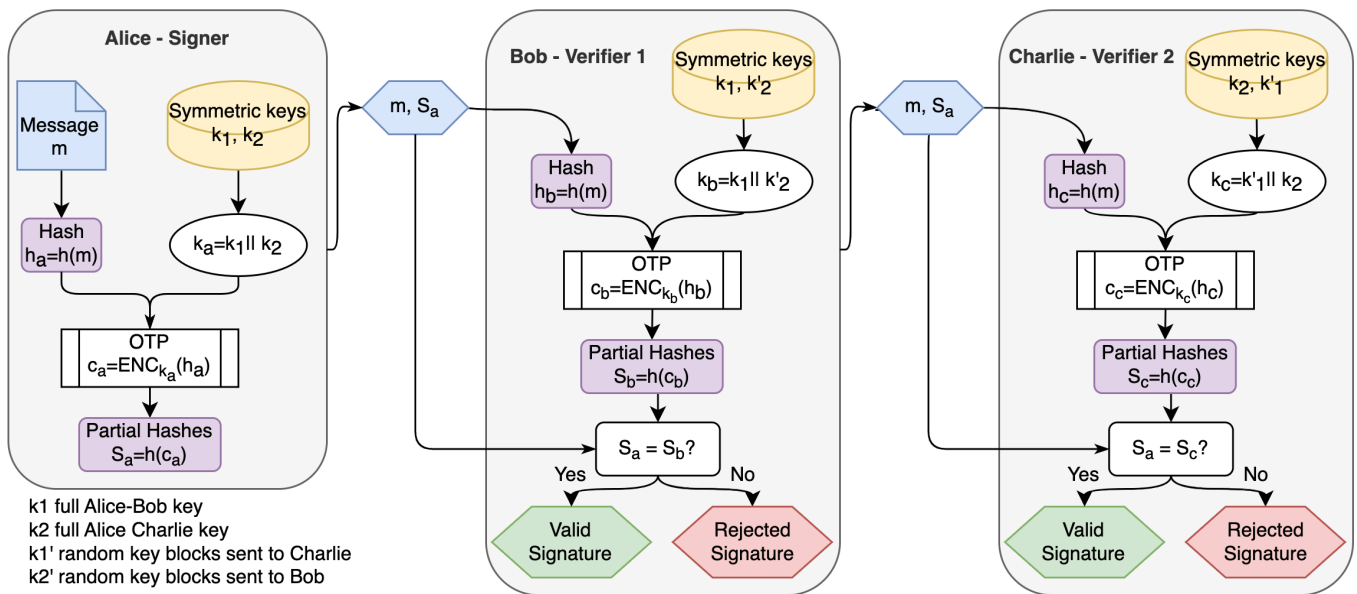 Alice - Signer
Message
m
Symmetric keys
k1, k2
Hash
ha=h(m)
ka=k1|| k2
OTP
ca=ENCka(ha)
Partial Hashes
Sa=h(ca)
k1 full Alice-Bob key
k2 full Alice Charlie key
k1' random key blocks sent to Charlie
k2' random key blocks sent to Bob
m, Sa
Bob - Verifier 1
Symmetric keys
k1, k'2
Hash
hb=h(m)
kb=k1|| k'2
OTP
cb=ENCkb(hb)
Partial Hashes
Sb=h(cb)
Sa = Sb?
Yes
No
Valid
Signature
Rejected
Signature
m, Sa
Charlie - Verifier 2
Symmetric keys
k2, k'1
Hash
hc=h(m)
kc=k'1|| k2
OTP
cc=ENCkc(hc)
Partial Hashes
Sc=h(cc)
Sa = Sc?
Yes
No
Valid
Signature
Rejected
Signature